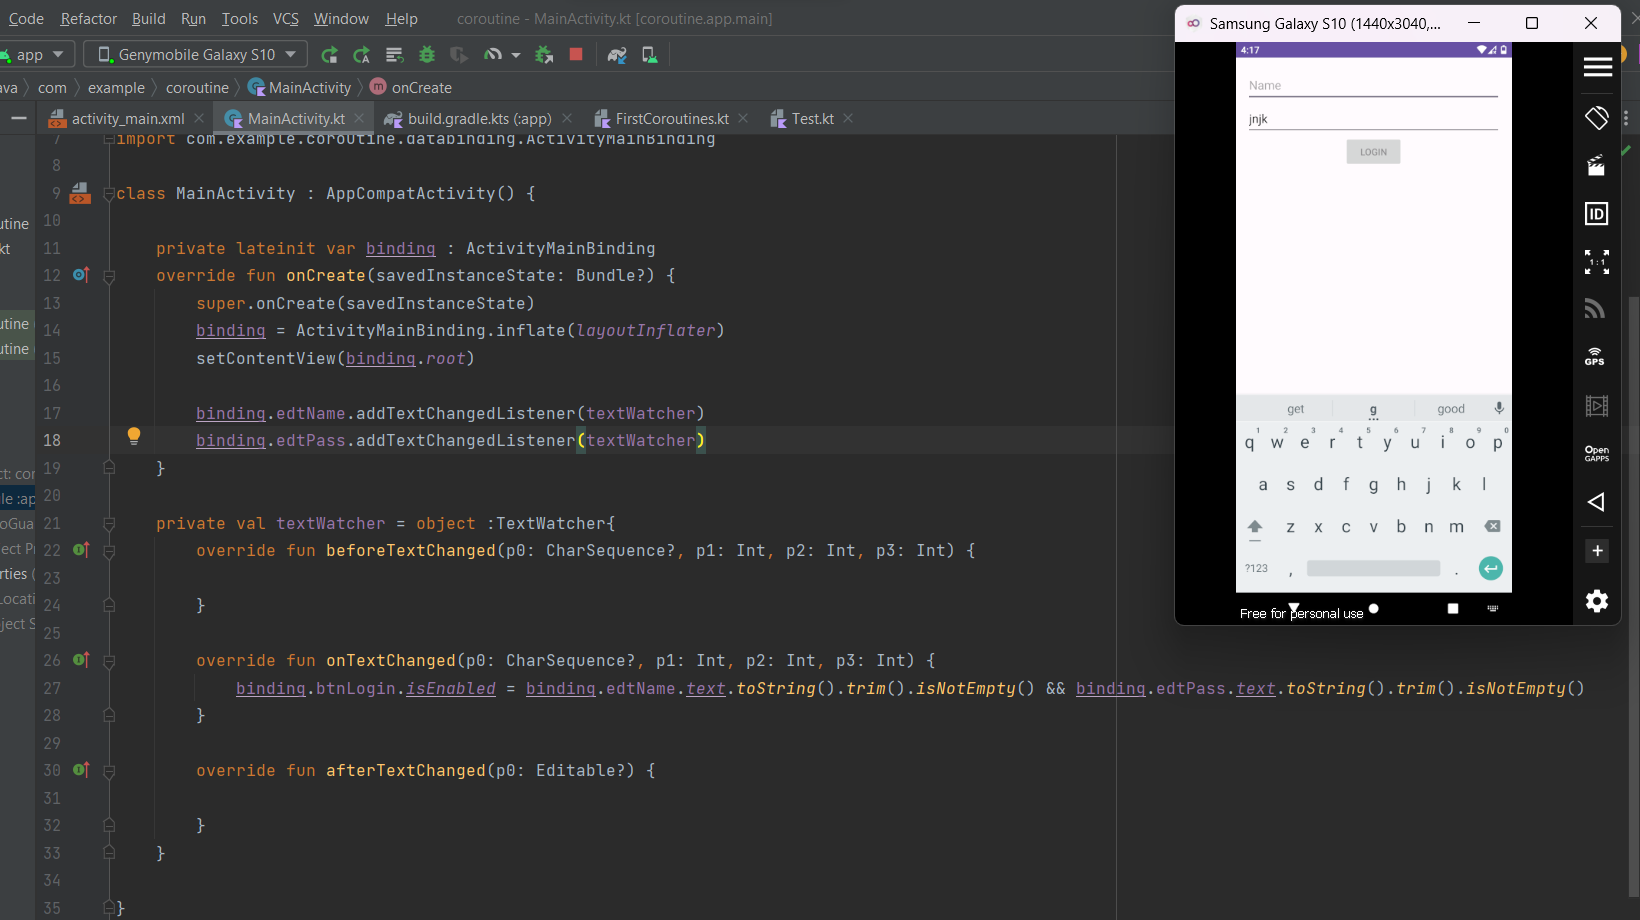 Code Refactor Build Run Tools VCS Window Help coroutine - MainActivity.kt [coroutine.app.main]
app Genymobile Galaxy S10
ava com example coroutine MainActivity onCreate
activity_main.xml MainActivity.kt build.gradle.kts (:app) FirstCoroutines.kt Test.kt
7 import com.example.coroutine.databinding.ActivityMainBinding
8
9 class MainActivity : AppCompatActivity() {
10
11 private lateinit var binding : ActivityMainBinding
12 override fun onCreate(savedInstanceState: Bundle?) {
13 super.onCreate(savedInstanceState)
14 binding = ActivityMainBinding.inflate(layoutInflater)
15 setContentView(binding.root)
16
17 binding.edtName.addTextChangedListener(textWatcher)
18 binding.edtPass.addTextChangedListener(textWatcher)
19 }
20
21 private val textWatcher = object :TextWatcher{
22 override fun beforeTextChanged(p0: CharSequence?, p1: Int, p2: Int, p3: Int) {
23
24 }
25
26 override fun onTextChanged(p0: CharSequence?, p1: Int, p2: Int, p3: Int) {
27 binding.btnLogin.isEnabled = binding.edtName.text.toString().trim().isNotEmpty() && binding.edtPass.text.toString().trim().isNotEmpty()
28 }
29
30 override fun afterTextChanged(p0: Editable?) {
31
32 }
33 }
34
35 }
utine
kt
utine (
utine (
ct: cor
le :ap
oGua
ject Pr
rties (
Locati
ject S
Samsung Galaxy S10 (1440x3040,...
4:17
Name
jnjk
LOGIN
get g good
1 2 3 4 5 6 7 8 9 0
q w e r t y u i o p
a s d f g h j k l
z x c v b n m
?123 , .
Free for personal use
ID
1:1
GPS
Open
GAPPS